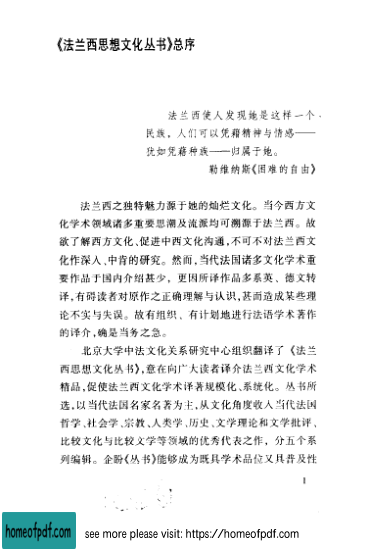 《法兰西思想文化丛书》总序
法兰西使人发现她是这样一个
民族，人们可以凭藉精神与情感——
犹如凭藉种族——归属于她。
勒维纳斯《困难的自由》
法兰西之独特魅力源于她的灿烂文化。当今西方文
化学术领域诸多重要思潮及流派均可溯源于法兰西。故
欲了解西方文化、促进中西文化沟通，不可不对法兰西文
化作深入、中肯的研究。然而，当代法国诸多文化学术重
要作品于国内介绍甚少，更因所译作品多系英、德文转
译，有碍读者对原作之正确理解与认识，甚而造成某些理
论不实与失误。故有组织、有计划地进行法语学术著作
的译介，确是当务之急。
北京大学中法文化关系研究中心组织翻译了《法兰
西思想文化丛书》，意在向广大读者译介法兰西文化学术
精品，促使法兰西文化学术译著规模化、系统化。丛书所
选，以当代法国名家名著为主，从文化角度收入当代法国
哲学、社会学、宗教、人类学、历史、文学理论和文学批评、
比较文化与比较文学等领域的优秀代表之作，分五个系
列编辑。企盼《丛书》能够成为既具学术品位又具普及性
1
homeofpdf.com
see more please visit: https://homeofpdf.com